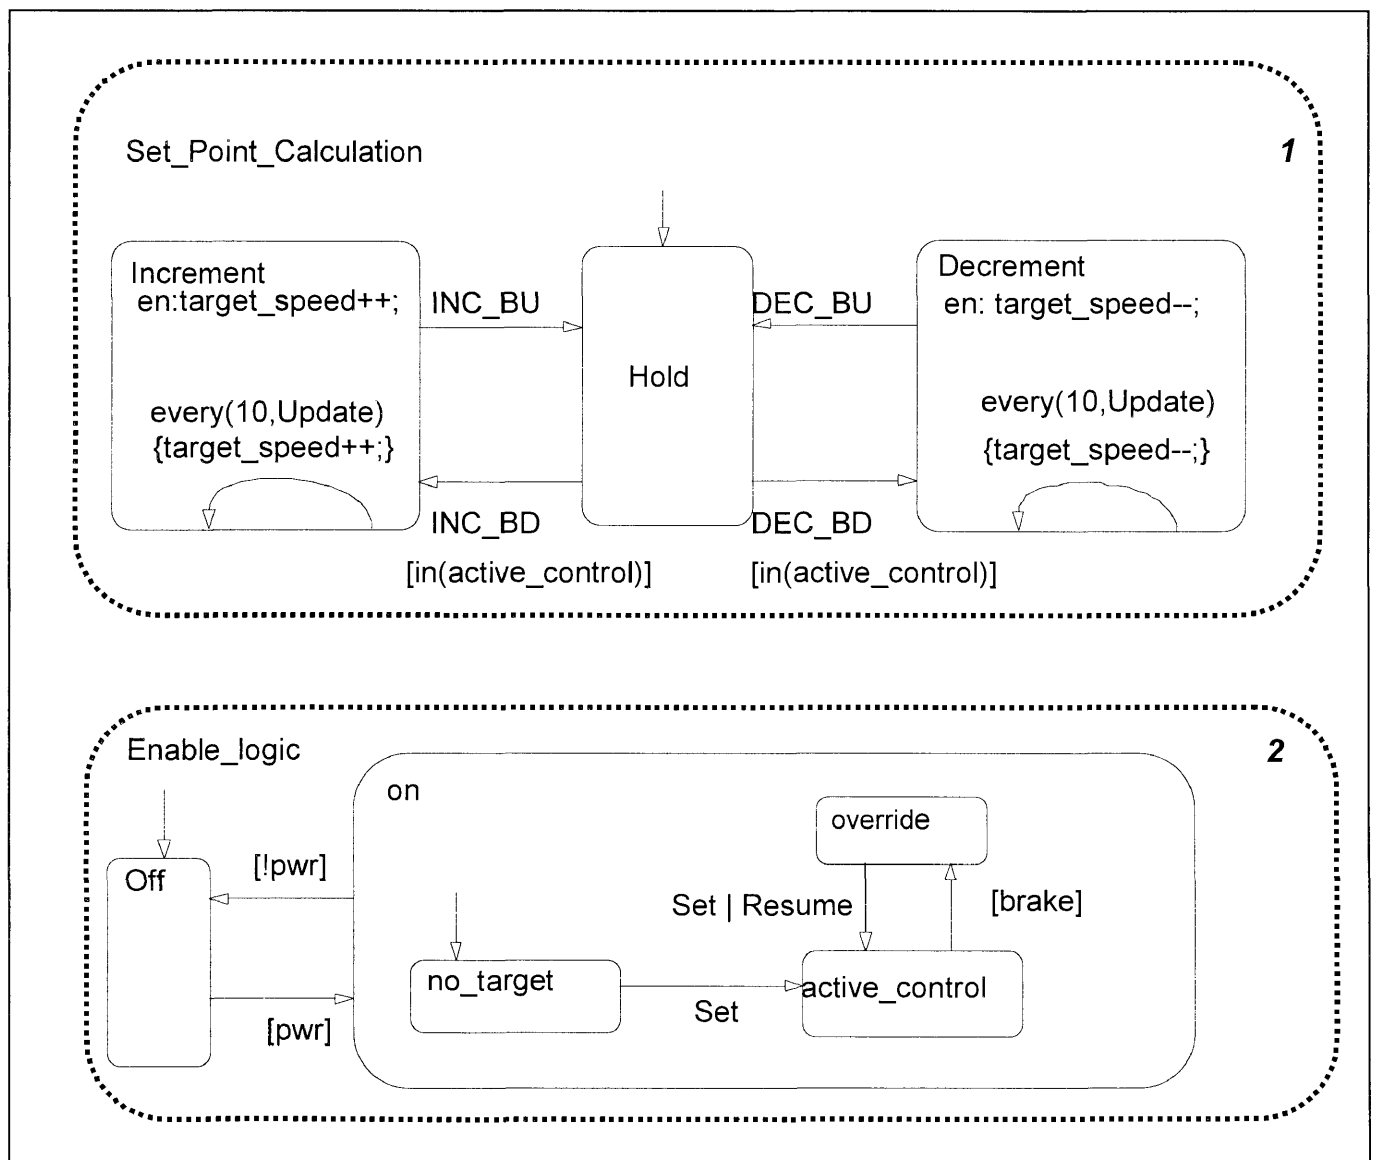 Set_Point_Calculation
1
Increment
en:target_speed++;
every(10,Update)
{target_speed++;}
INC_BU
INC_BD
[in(active_control)]
Hold
DEC_BU
DEC_BD
[in(active_control)]
Decrement
en: target_speed--;
every(10,Update)
{target_speed--;}
Enable_logic
2
Off
[!pwr]
[pwr]
on
no_target
Set
override
Set | Resume
[brake]
active_control